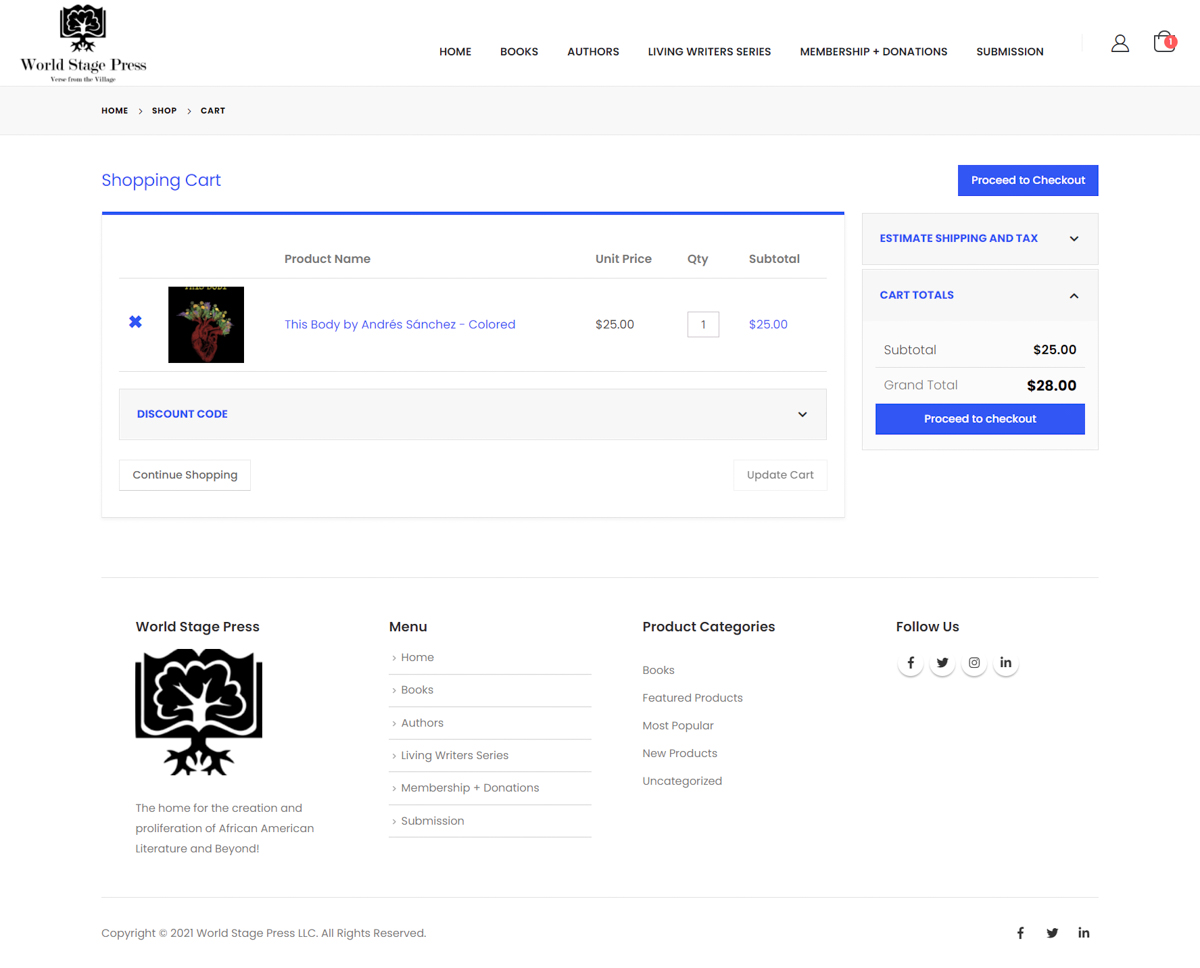 World Stage Press
Verse from the Village
HOME BOOKS AUTHORS LIVING WRITERS SERIES MEMBERSHIP + DONATIONS SUBMISSION
1
HOME > SHOP > CART
Shopping Cart
Proceed to Checkout
Product Name Unit Price Qty Subtotal
THIS BODY
This Body by Andrés Sánchez - Colored $25.00 1 $25.00
DISCOUNT CODE
Continue Shopping Update Cart
ESTIMATE SHIPPING AND TAX
CART TOTALS
Subtotal $25.00
Grand Total $28.00
Proceed to checkout
World Stage Press
The home for the creation and
proliferation of African American
Literature and Beyond!
Menu
› Home
› Books
› Authors
› Living Writers Series
› Membership + Donations
› Submission
Product Categories
Books
Featured Products
Most Popular
New Products
Uncategorized
Follow Us
Copyright © 2021 World Stage Press LLC. All Rights Reserved.